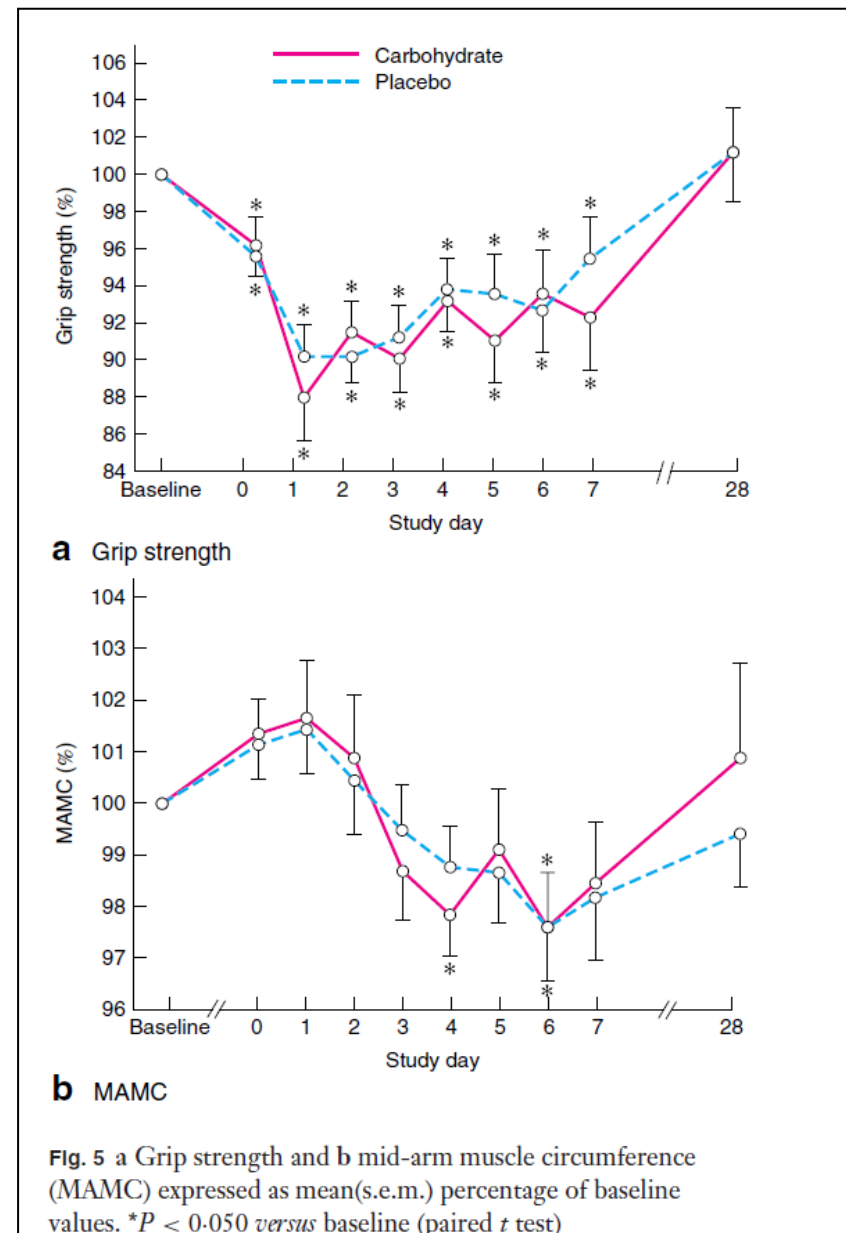 Carbohydrate
Placebo
106
104
102
100
98
96
94
92
90
88
86
84
Grip strength (%)
* * * * * * * *
* * * * * * * *
Baseline 0 1 2 3 4 5 6 7 // 28
Study day
a Grip strength
104
103
102
101
100
99
98
97
96
MAMC (%)
*
* *
Baseline // 0 1 2 3 4 5 6 7 // 28
Study day
b MAMC
Fig. 5 a Grip strength and b mid-arm muscle circumference
(MAMC) expressed as mean(s.e.m.) percentage of baseline
values. *P < 0·050 versus baseline (paired t test)